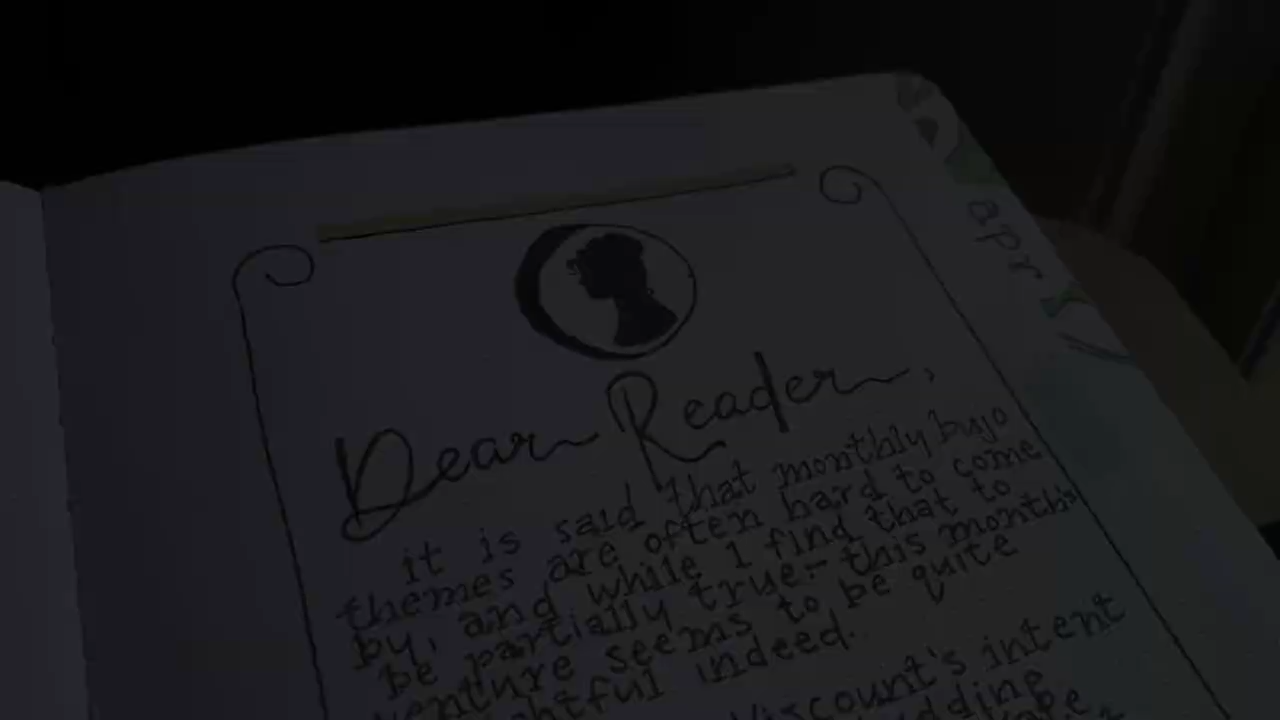 Dear Reader,
it is said that monthly bujo
themes are often hard to come
by, and while I find that to
be partially true - this month's
venture seems to be quite
indeed.
Viscount's intent
apr